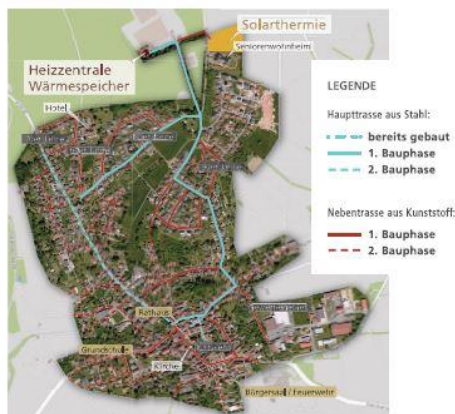 Solarthermie
Seniorenwohnheim
Heizzentrale
Wärmespeicher
Hotel
Rathaus
Grundschule
Kirche
Bürgersaal / Feuerwehr
LEGENDE
Haupttrasse aus Stahl:
bereits gebaut
1. Bauphase
2. Bauphase
Nebentrasse aus Kunststoff:
1. Bauphase
2. Bauphase